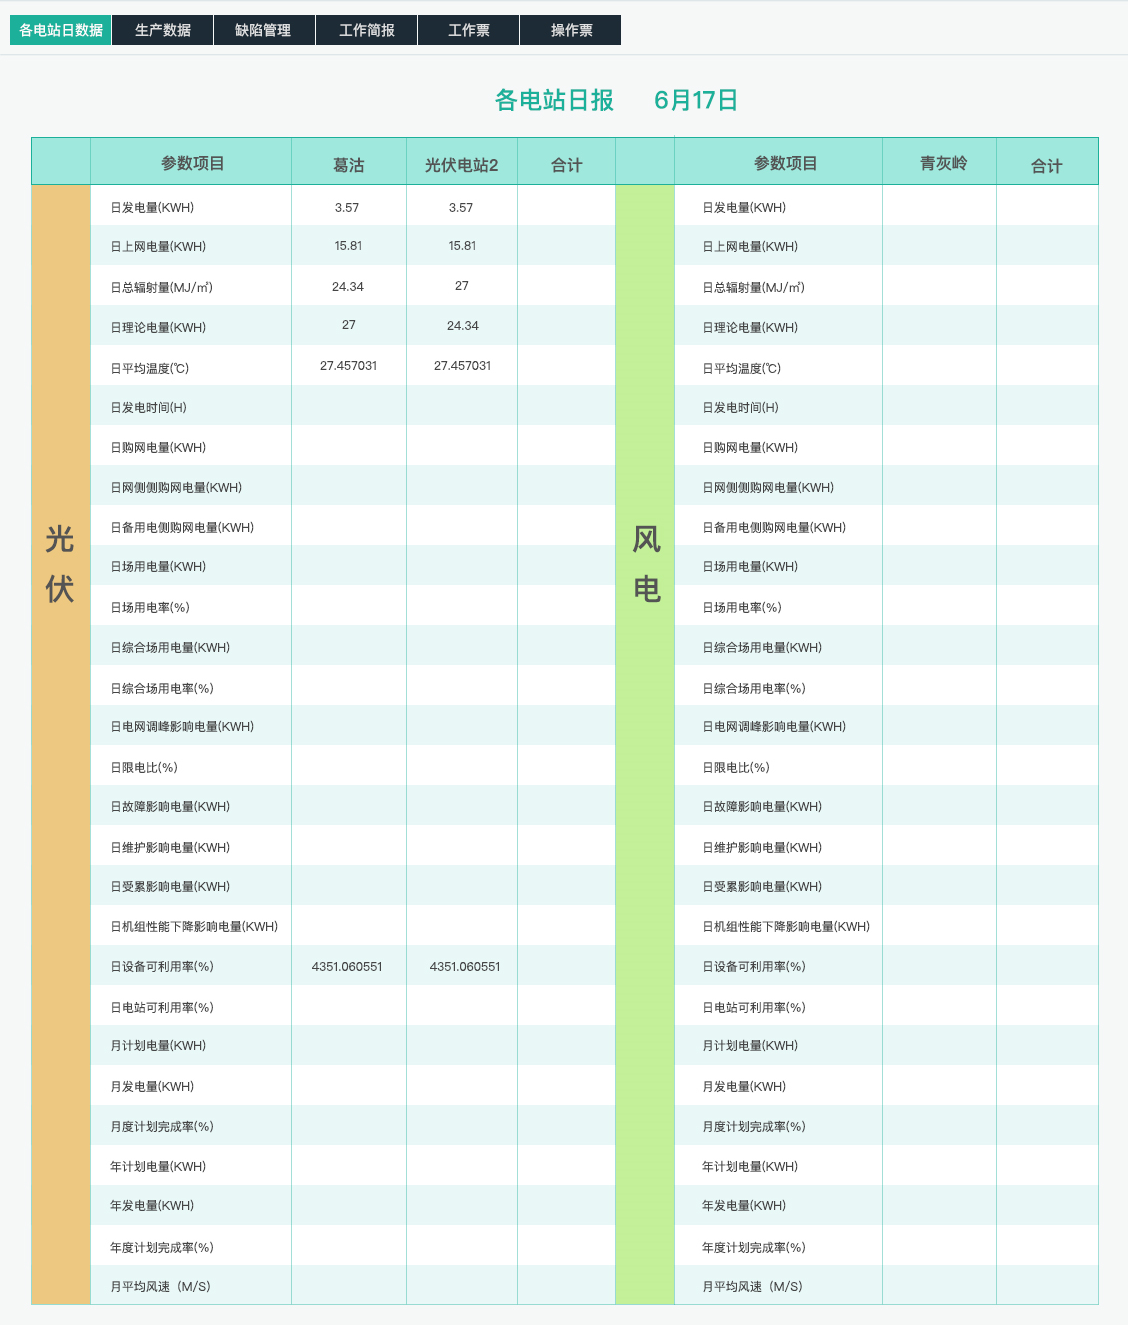 各电站日数据 生产数据 缺陷管理 工作简报 工作票 操作票
各电站日报 6月17日
参数项目 葛沽 光伏电站2 合计 参数项目 青灰岭 合计
日发电量(KWH) 3.57 3.57 日发电量(KWH)
日上网电量(KWH) 15.81 15.81 日上网电量(KWH)
日总辐射量(MJ/㎡) 24.34 27 日总辐射量(MJ/㎡)
日理论电量(KWH) 27 24.34 日理论电量(KWH)
日平均温度(℃) 27.457031 27.457031 日平均温度(℃)
日发电时间(H) 日发电时间(H)
日购网电量(KWH) 日购网电量(KWH)
日网侧侧购网电量(KWH) 日网侧侧购网电量(KWH)
日备用电侧购网电量(KWH) 日备用电侧购网电量(KWH)
光 风
日场用电量(KWH) 日场用电量(KWH)
伏 电
日场用电率(%) 日场用电率(%)
日综合场用电量(KWH) 日综合场用电量(KWH)
日综合场用电率(%) 日综合场用电率(%)
日电网调峰影响电量(KWH) 日电网调峰影响电量(KWH)
日限电比(%) 日限电比(%)
日故障影响电量(KWH) 日故障影响电量(KWH)
日维护影响电量(KWH) 日维护影响电量(KWH)
日受累影响电量(KWH) 日受累影响电量(KWH)
日机组性能下降影响电量(KWH) 日机组性能下降影响电量(KWH)
日设备可利用率(%) 4351.060551 4351.060551 日设备可利用率(%)
日电站可利用率(%) 日电站可利用率(%)
月计划电量(KWH) 月计划电量(KWH)
月发电量(KWH) 月发电量(KWH)
月度计划完成率(%) 月度计划完成率(%)
年计划电量(KWH) 年计划电量(KWH)
年发电量(KWH) 年发电量(KWH)
年度计划完成率(%) 年度计划完成率(%)
月平均风速（M/S) 月平均风速（M/S)